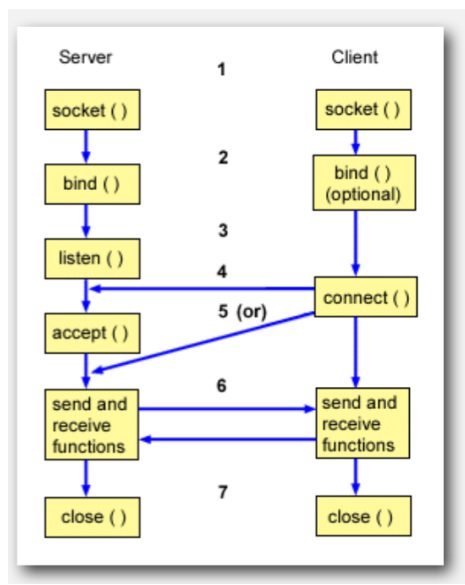 Server
Client
1
socket ( )
socket ( )
2
bind ( )
bind ( )
(optional)
3
listen ( )
4
connect ( )
5 (or)
accept ( )
6
send and
receive
functions
send and
receive
functions
7
close ( )
close ( )